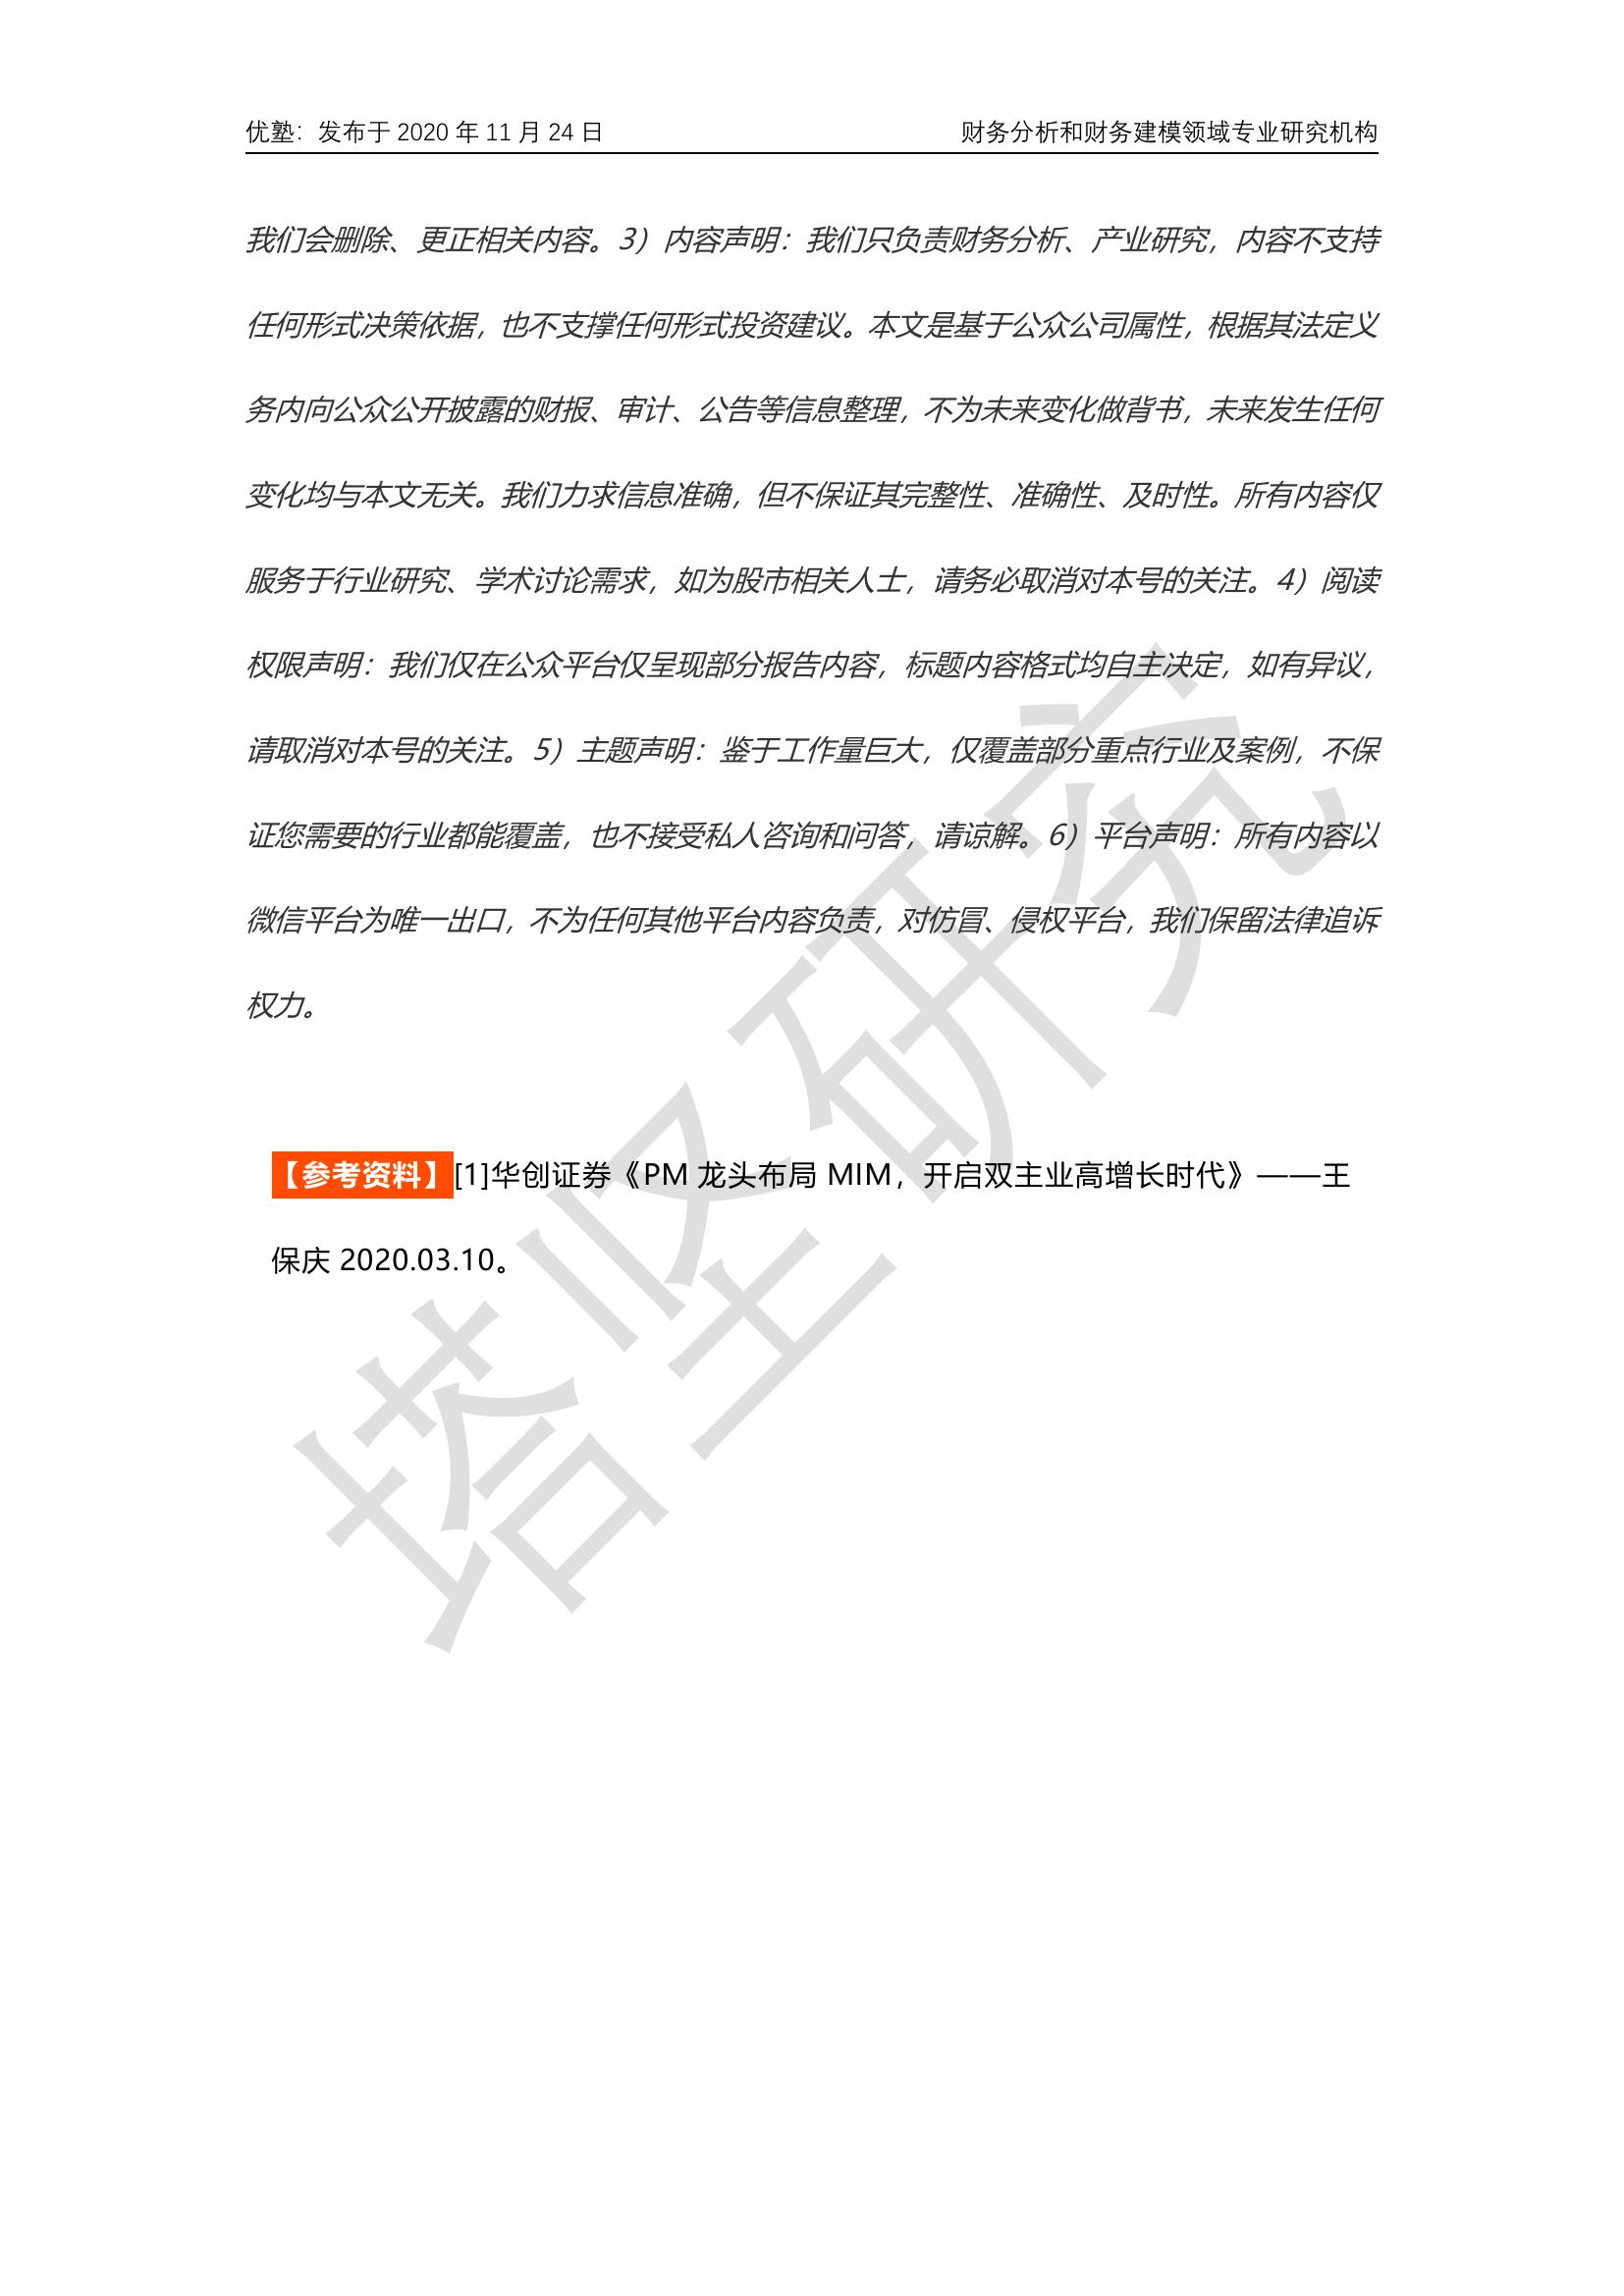 优塾：发布于 2020 年 11 月 24 日 财务分析和财务建模领域专业研究机构
我们会删除、更正相关内容。3）内容声明：我们只负责财务分析、产业研究，内容不支持
任何形式决策依据，也不支撑任何形式投资建议。本文是基于公众公司属性，根据其法定义
务内向公众公开披露的财报、审计、公告等信息整理，不为未来变化做背书，未来发生任何
变化均与本文无关。我们力求信息准确，但不保证其完整性、准确性、及时性。所有内容仅
服务于行业研究、学术讨论需求，如为股市相关人士，请务必取消对本号的关注。4）阅读
权限声明：我们仅在公众平台仅呈现部分报告内容，标题内容格式均自主决定，如有异议，
请取消对本号的关注。5）主题声明：鉴于工作量巨大，仅覆盖部分重点行业及案例，不保
证您需要的行业都能覆盖，也不接受私人咨询和问答，请谅解。6）平台声明：所有内容以
微信平台为唯一出口，不为任何其他平台内容负责，对仿冒、侵权平台，我们保留法律追诉
权力。
【参考资料】[1]华创证券《PM 龙头布局 MIM，开启双主业高增长时代》——王
保庆 2020.03.10。
塔坚研究